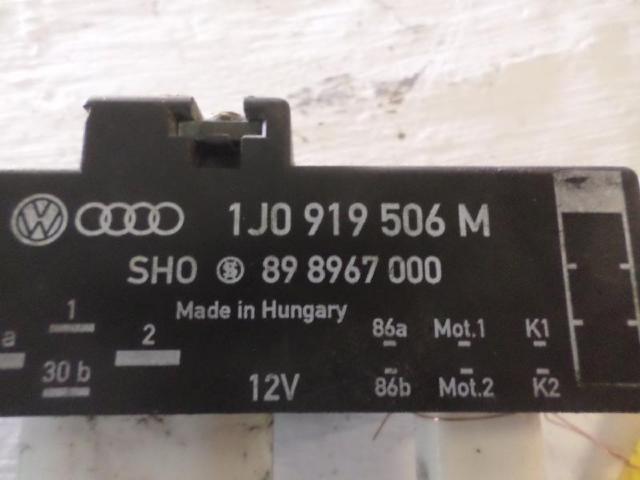 1J0 919 506 M
SHO 89 8967 000
Made in Hungary
1
a
2
30 b
12V
86a Mot.1 K1
86b Mot.2 K2